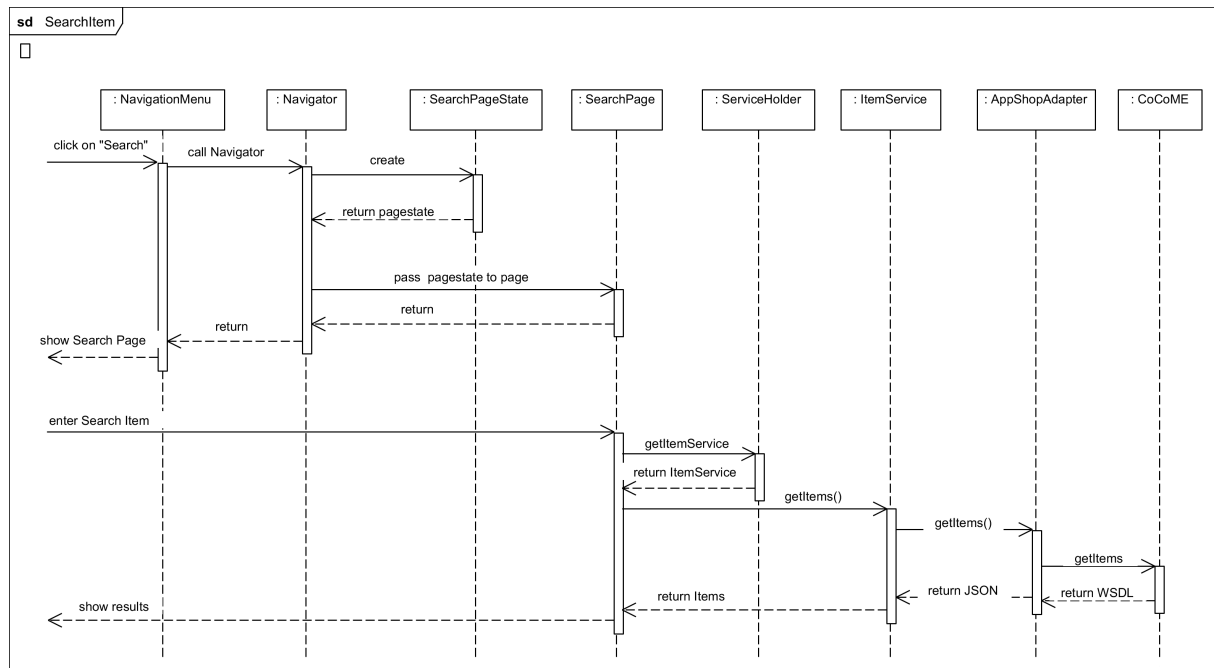 sd SearchItem
: NavigationMenu
: Navigator
: SearchPageState
: SearchPage
: ServiceHolder
: ItemService
: AppShopAdapter
: CoCoME
click on "Search"
call Navigator
create
return pagestate
pass pagestate to page
return
return
show Search Page
enter Search Item
getItemService
return ItemService
getItems()
getItems()
getItems
return WSDL
return JSON
return Items
show results